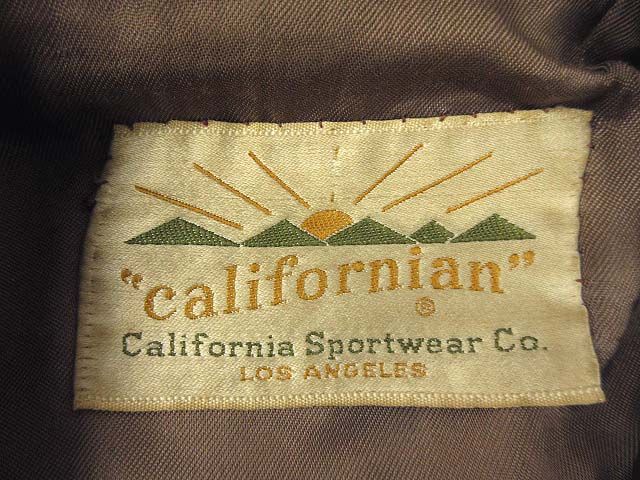 "californian"
®
California Sportwear Co.
LOS ANGELES